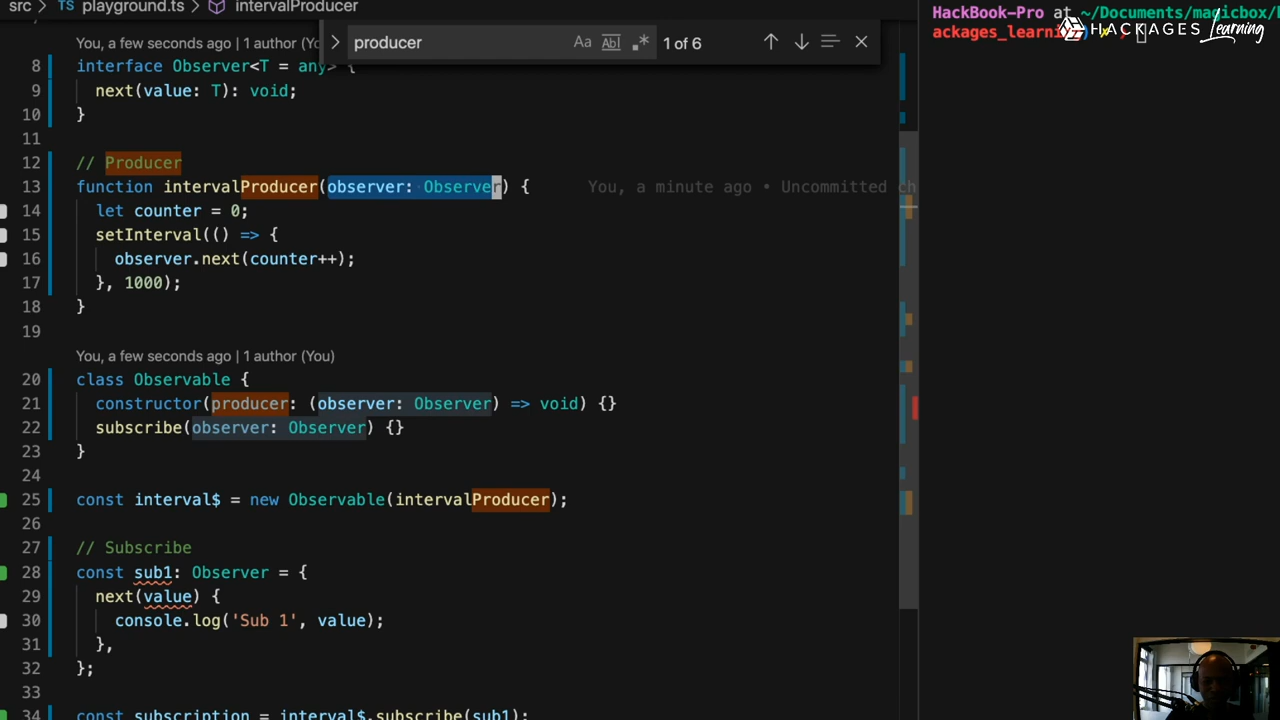 src > TS playground.ts > intervalProducer
You, a few seconds ago | 1 author (Yo
producer
Aa Abl .* 1 of 6
8 interface Observer<T = any> {
9 next(value: T): void;
10 }
11
12 // Producer
13 function intervalProducer(observer: Observer) { You, a minute ago • Uncommitted ch
14 let counter = 0;
15 setInterval(() => {
16 observer.next(counter++);
17 }, 1000);
18 }
19
You, a few seconds ago | 1 author (You)
20 class Observable {
21 constructor(producer: (observer: Observer) => void) {}
22 subscribe(observer: Observer) {}
23 }
24
25 const interval$ = new Observable(intervalProducer);
26
27 // Subscribe
28 const sub1: Observer = {
29 next(value) {
30 console.log('Sub 1', value);
31 },
32 };
33
34 const subscription = interval$.subscribe(sub1);
HackBook-Pro at ~/Documents/magicbox/
ackages_learni
HACKAGES Learning